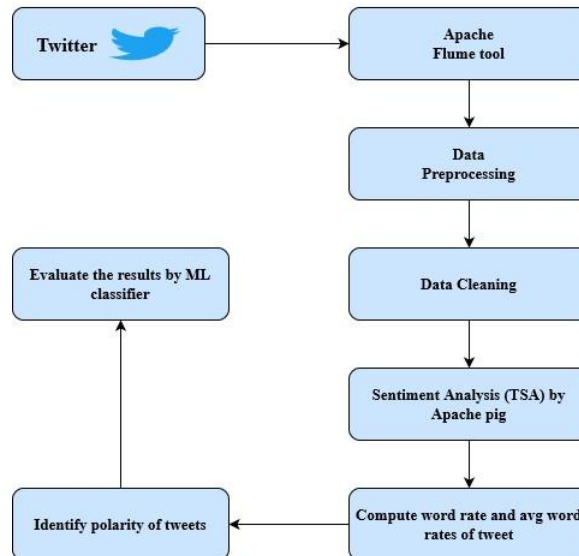 Twitter
Apache
Flume tool
Data
Preprocessing
Data Cleaning
Sentiment Analysis (TSA) by
Apache pig
Compute word rate and avg word
rates of tweet
Identify polarity of tweets
Evaluate the results by ML
classifier